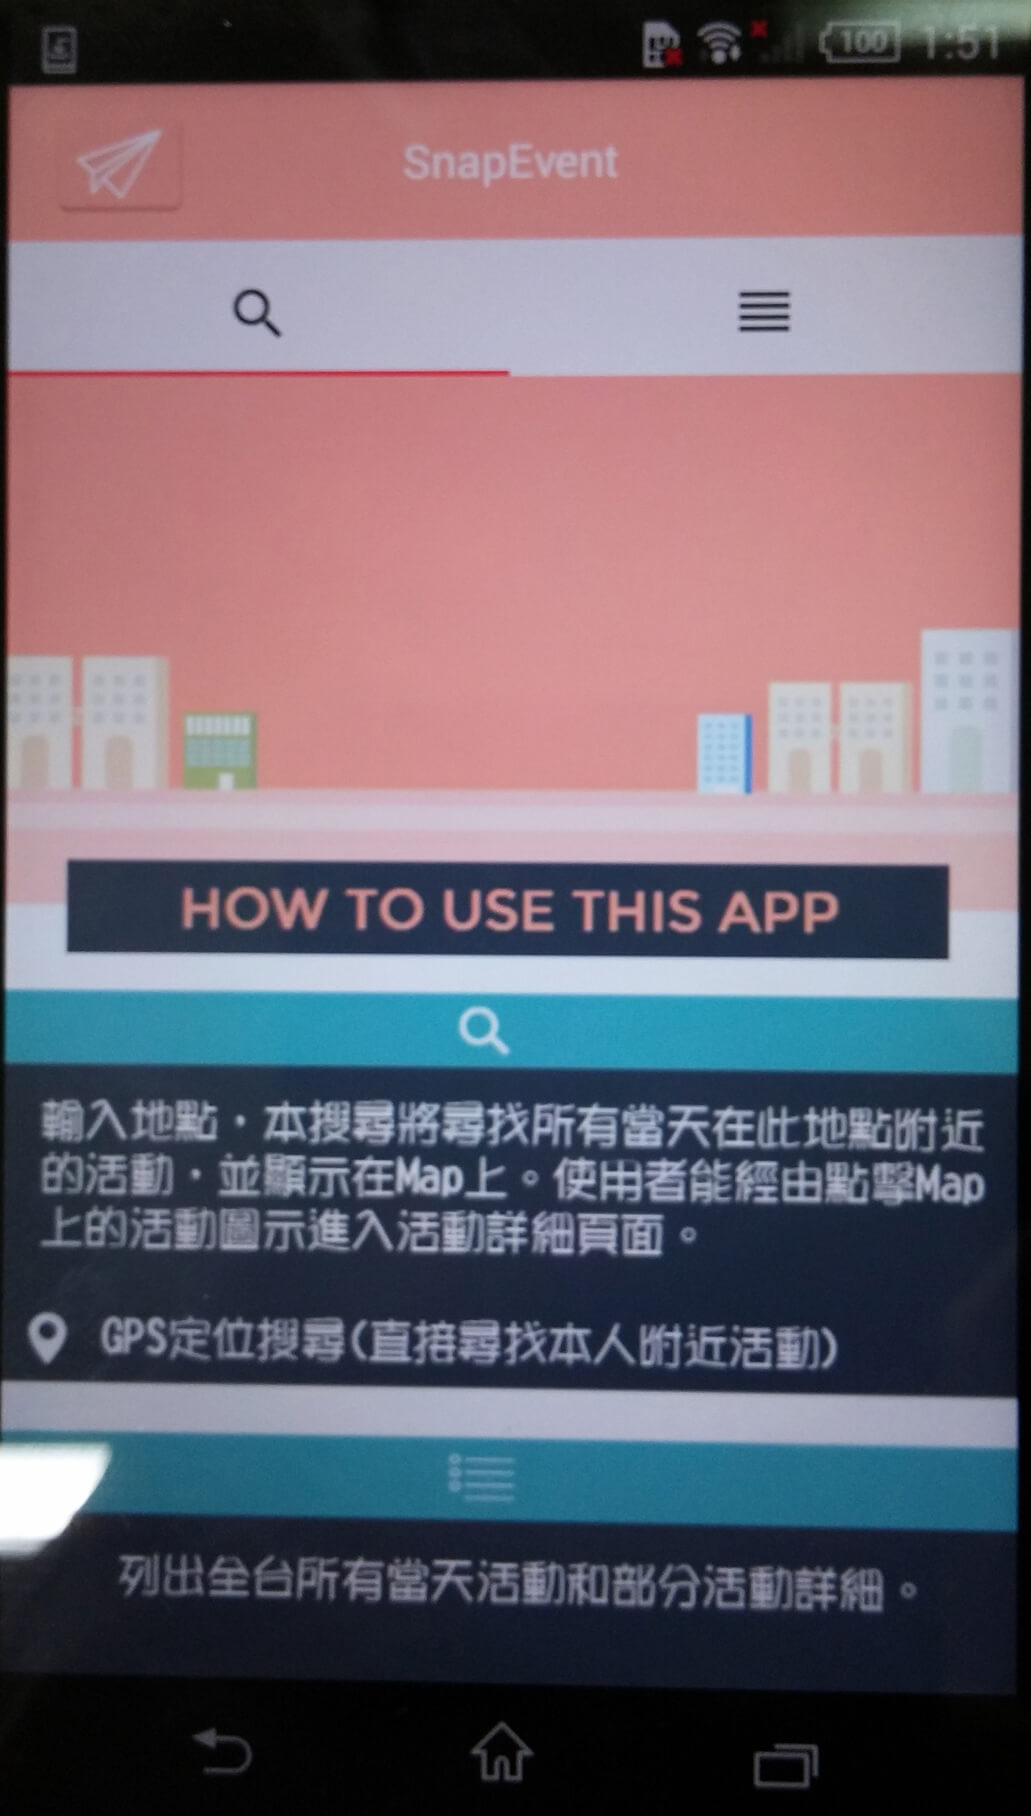 100 1:51
SnapEvent
HOW TO USE THIS APP
輸入地點，本搜尋將尋找所有當天在此地點附近
的活動，並顯示在Map上。使用者能經由點擊Map
上的活動圖示進入活動詳細頁面。
GPS定位搜尋(直接尋找本人附近活動)
列出全台所有當天活動和部分活動詳細。